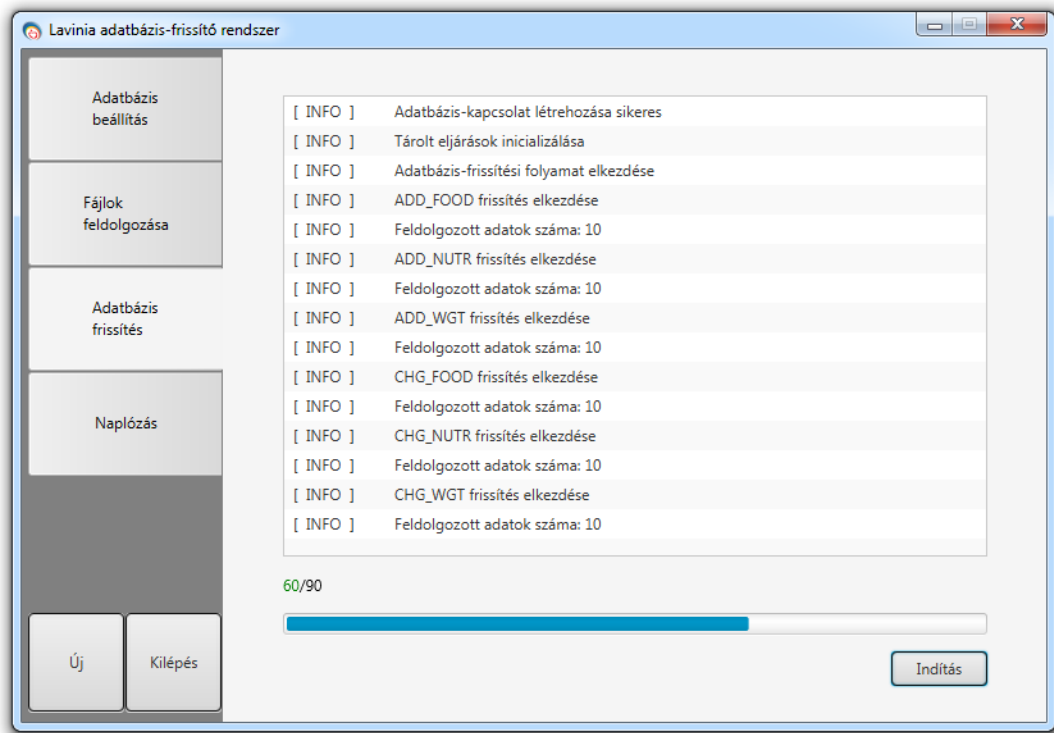 Lavinia adatbázis-frissítő rendszer
Adatbázis
beállítás
Fájlok
feldolgozása
Adatbázis
frissítés
Naplózás
Új
Kilépés
[ INFO ] Adatbázis-kapcsolat létrehozása sikeres
[ INFO ] Tárolt eljárások inicializálása
[ INFO ] Adatbázis-frissítési folyamat elkezdése
[ INFO ] ADD_FOOD frissítés elkezdése
[ INFO ] Feldolgozott adatok száma: 10
[ INFO ] ADD_NUTR frissítés elkezdése
[ INFO ] Feldolgozott adatok száma: 10
[ INFO ] ADD_WGT frissítés elkezdése
[ INFO ] Feldolgozott adatok száma: 10
[ INFO ] CHG_FOOD frissítés elkezdése
[ INFO ] Feldolgozott adatok száma: 10
[ INFO ] CHG_NUTR frissítés elkezdése
[ INFO ] Feldolgozott adatok száma: 10
[ INFO ] CHG_WGT frissítés elkezdése
[ INFO ] Feldolgozott adatok száma: 10
60/90
Indítás